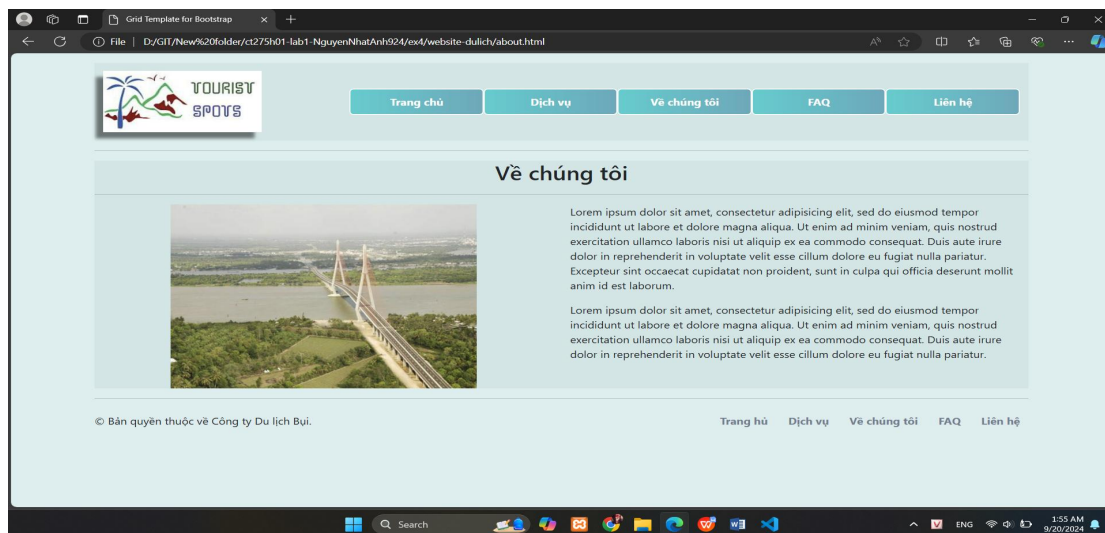 Grid Template for Bootstrap
File | D:/GIT/New%20folder/ct275h01-lab1-NguyenNhatAnh924/ex4/website-dulich/about.html
TOURIST
SPOTS
Trang chủ Dịch vụ Về chúng tôi FAQ Liên hệ
Về chúng tôi
Lorem ipsum dolor sit amet, consectetur adipisicing elit, sed do eiusmod tempor
incididunt ut labore et dolore magna aliqua. Ut enim ad minim veniam, quis nostrud
exercitation ullamco laboris nisi ut aliquip ex ea commodo consequat. Duis aute irure
dolor in reprehenderit in voluptate velit esse cillum dolore eu fugiat nulla pariatur.
Excepteur sint occaecat cupidatat non proident, sunt in culpa qui officia deserunt mollit
anim id est laborum.
Lorem ipsum dolor sit amet, consectetur adipisicing elit, sed do eiusmod tempor
incididunt ut labore et dolore magna aliqua. Ut enim ad minim veniam, quis nostrud
exercitation ullamco laboris nisi ut aliquip ex ea commodo consequat. Duis aute irure
dolor in reprehenderit in voluptate velit esse cillum dolore eu fugiat nulla pariatur.
© Bản quyền thuộc về Công ty Du lịch Bụi.
Trang hủ Dịch vụ Về chúng tôi FAQ Liên hệ
Search
ENG
1:55 AM
9/20/2024